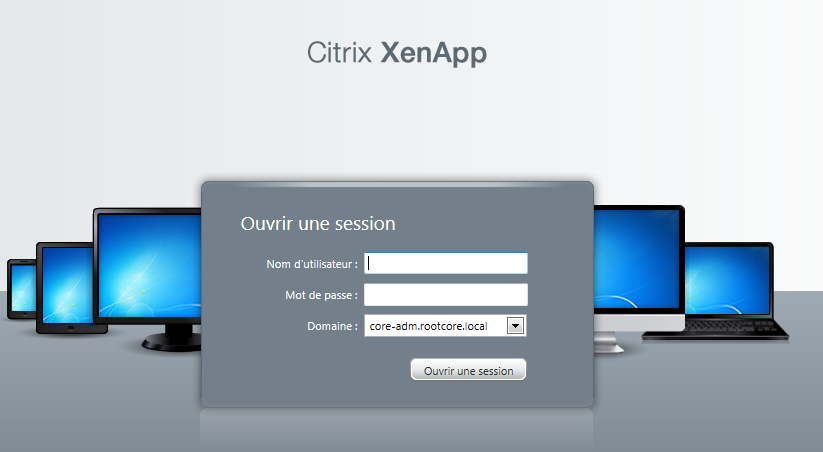 Citrix XenApp
Ouvrir une session
Nom d'utilisateur :
Mot de passe :
Domaine : core-adm.rootcore.local
Ouvrir une session